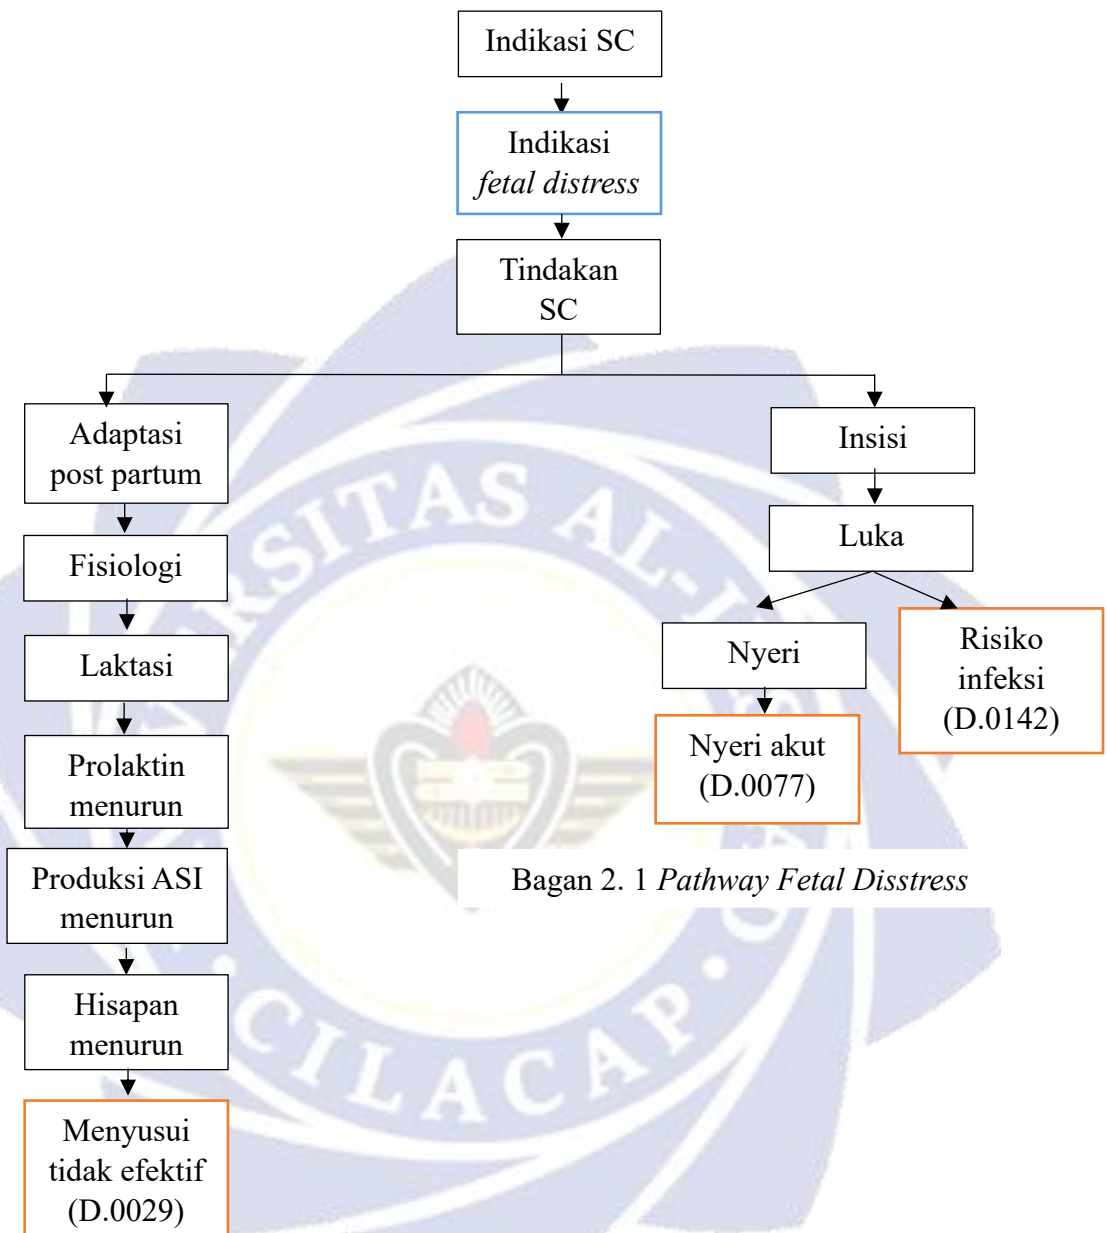 Indikasi SC
Indikasi
fetal distress
Tindakan
SC
Adaptasi
post partum
Fisiologi
Laktasi
Prolaktin
menurun
Produksi ASI
menurun
Hisapan
menurun
Menyusui
tidak efektif
(D.0029)
Insisi
Luka
Nyeri
Nyeri akut
(D.0077)
Risiko
infeksi
(D.0142)
Bagan 2. 1 Pathway Fetal Disstress
CILACAP